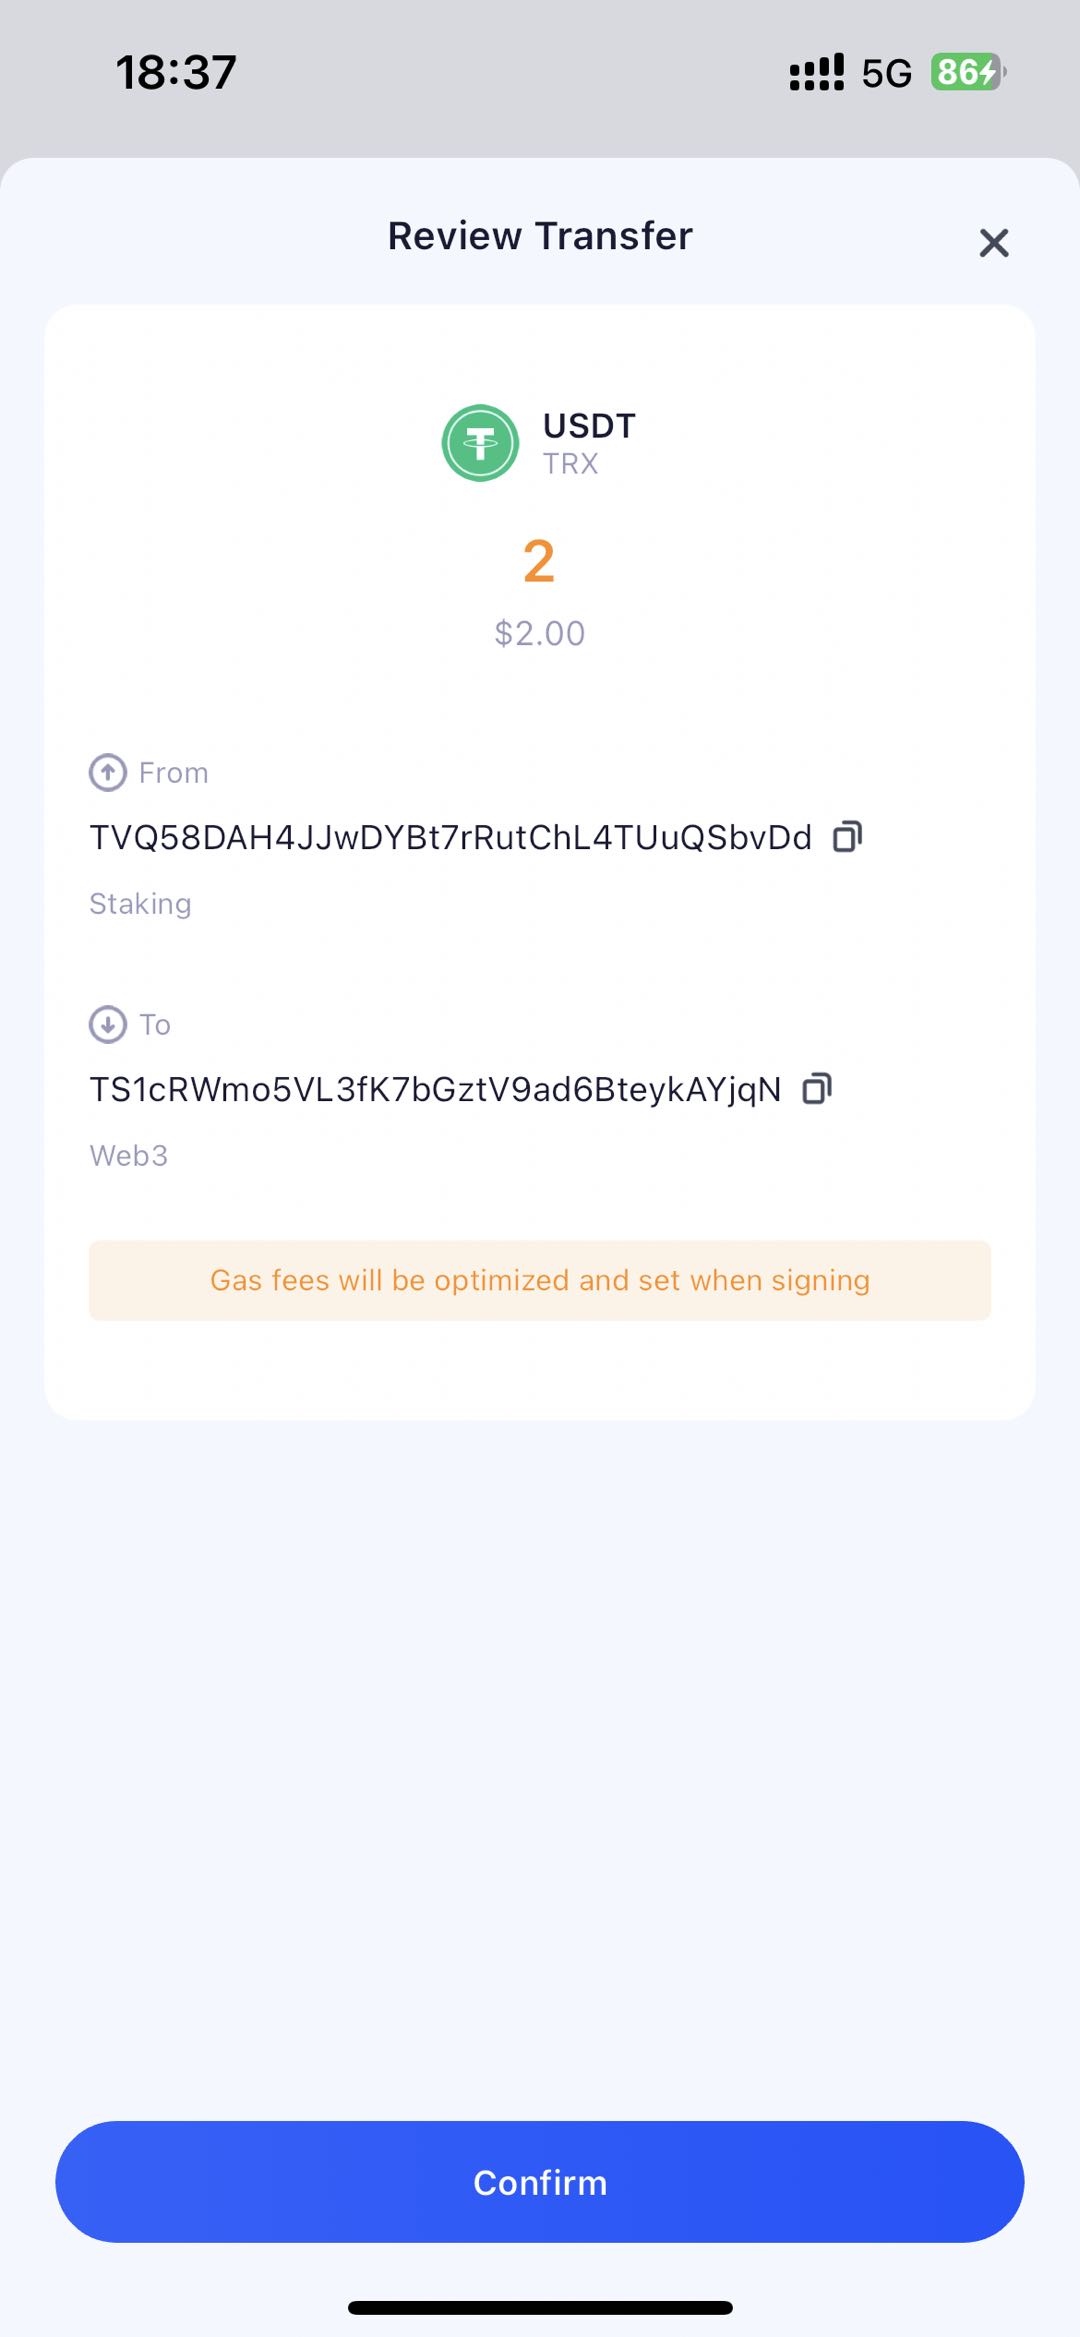 18:37
5G
86
Review Transfer
USDT
TRX
2
$2.00
From
TVQ58DAH4JJwDYBt7rRutChL4TUuQSbvDd
Staking
To
TS1cRWmo5VL3fK7bGztV9ad6BteykAYjqN
Web3
Gas fees will be optimized and set when signing
Confirm